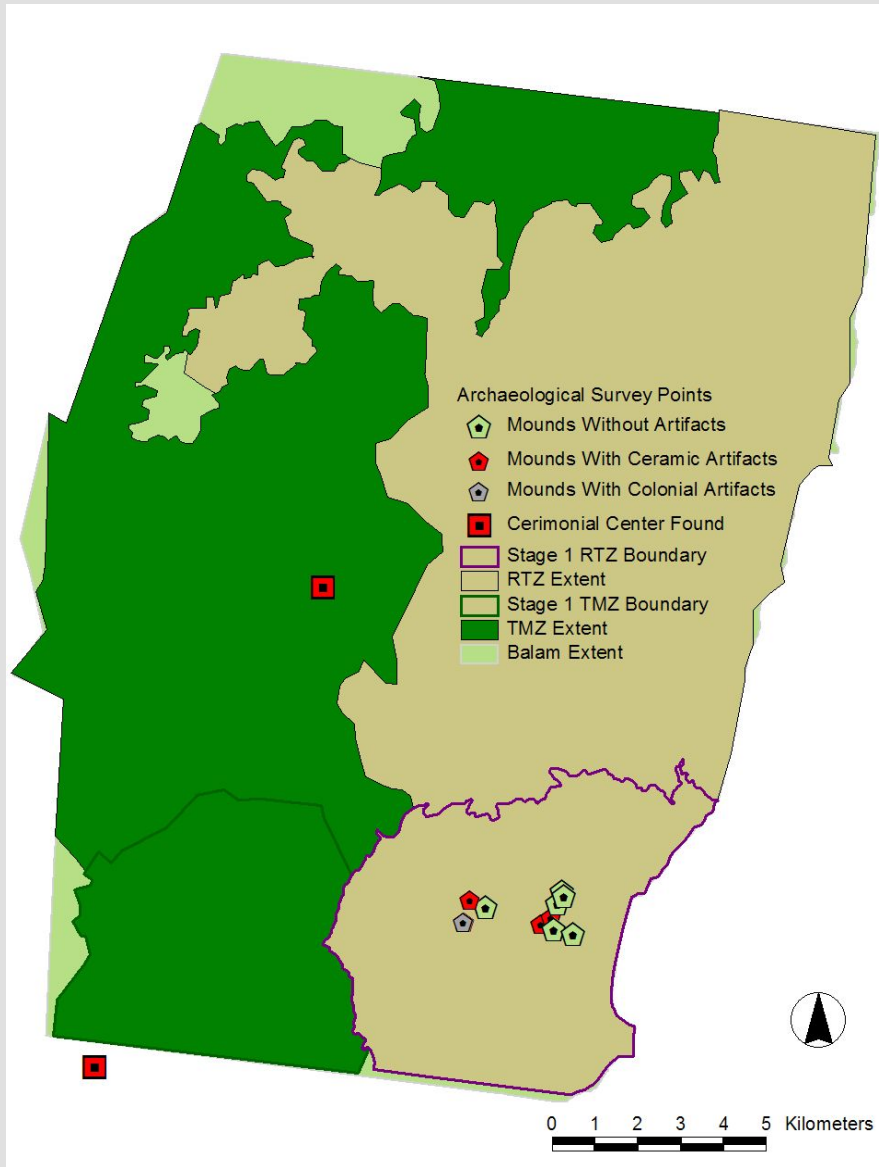 Archaeological Survey Points
Mounds Without Artifacts
Mounds With Ceramic Artifacts
Mounds With Colonial Artifacts
Cerimonial Center Found
Stage 1 RTZ Boundary
RTZ Extent
Stage 1 TMZ Boundary
TMZ Extent
Balam Extent
0 1 2 3 4 5 Kilometers